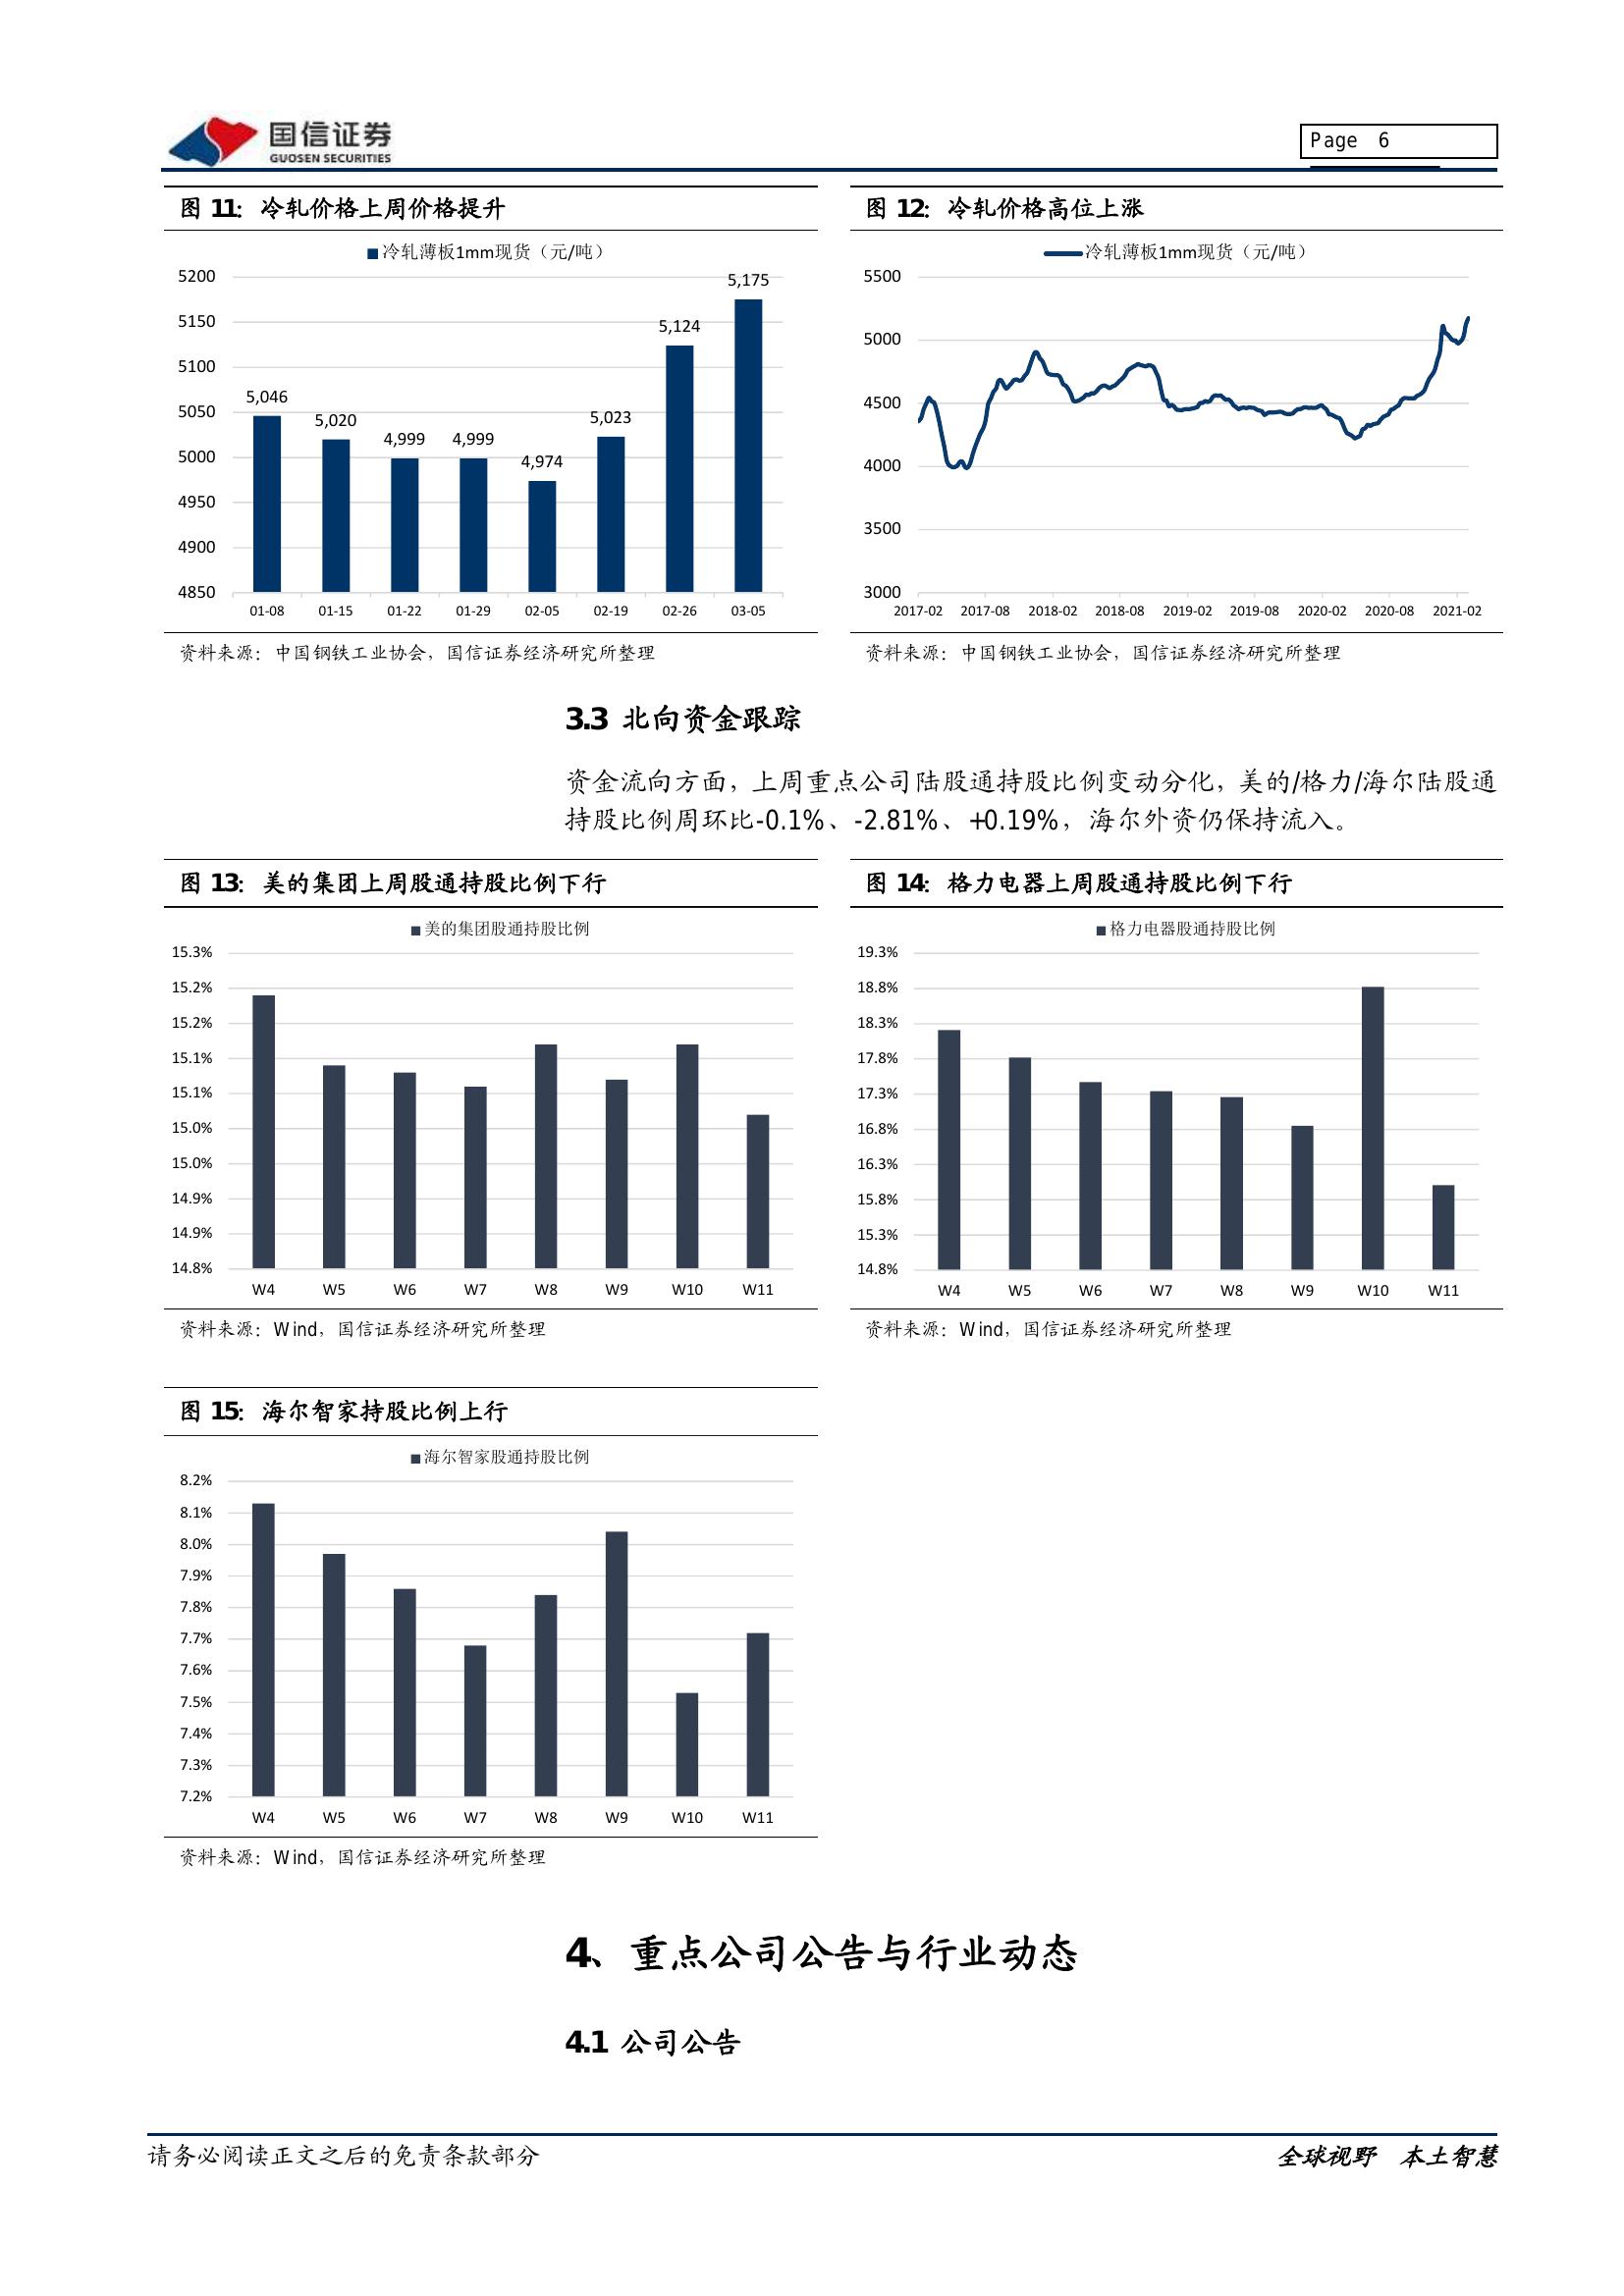 国信证券
GUOSEN SECURITIES
Page 6
图 11：冷轧价格上周价格提升
冷轧薄板1mm现货（元/吨）
5200
5150
5100
5050
5000
4950
4900
4850
5,046
5,020
4,999
4,999
4,974
5,023
5,124
5,175
01-08 01-15 01-22 01-29 02-05 02-19 02-26 03-05
资料来源：中国钢铁工业协会，国信证券经济研究所整理
图 12：冷轧价格高位上涨
冷轧薄板1mm现货（元/吨）
5500
5000
4500
4000
3500
3000
2017-02 2017-08 2018-02 2018-08 2019-02 2019-08 2020-02 2020-08 2021-02
资料来源：中国钢铁工业协会，国信证券经济研究所整理
3.3 北向资金跟踪
资金流向方面，上周重点公司陆股通持股比例变动分化，美的/格力/海尔陆股通
持股比例周环比-0.1%、-2.81%、+0.19%，海尔外资仍保持流入。
图 13：美的集团上周股通持股比例下行
美的集团股通持股比例
15.3%
15.2%
15.2%
15.1%
15.1%
15.0%
15.0%
14.9%
14.9%
14.8%
W4 W5 W6 W7 W8 W9 W10 W11
资料来源：Wind，国信证券经济研究所整理
图 14：格力电器上周股通持股比例下行
格力电器股通持股比例
19.3%
18.8%
18.3%
17.8%
17.3%
16.8%
16.3%
15.8%
15.3%
14.8%
W4 W5 W6 W7 W8 W9 W10 W11
资料来源：Wind，国信证券经济研究所整理
图 15：海尔智家持股比例上行
海尔智家股通持股比例
8.2%
8.1%
8.0%
7.9%
7.8%
7.7%
7.6%
7.5%
7.4%
7.3%
7.2%
W4 W5 W6 W7 W8 W9 W10 W11
资料来源：Wind，国信证券经济研究所整理
4、重点公司公告与行业动态
4.1 公司公告
请务必阅读正文之后的免责条款部分
全球视野 本土智慧